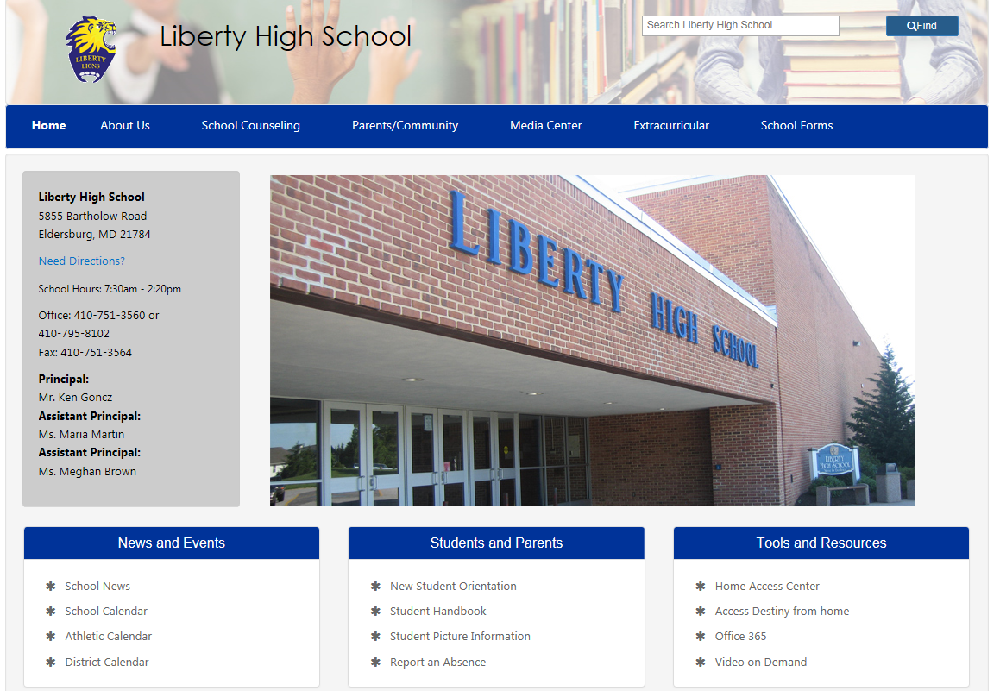 LIBERTY
LIONS
Liberty High School
Search Liberty High School
Find
Home
About Us
School Counseling
Parents/Community
Media Center
Extracurricular
School Forms
Liberty High School
5855 Bartholow Road
Eldersburg, MD 21784
Need Directions?
School Hours: 7:30am - 2:20pm
Office: 410-751-3560 or
410-795-8102
Fax: 410-751-3564
Principal:
Mr. Ken Goncz
Assistant Principal:
Ms. Maria Martin
Assistant Principal:
Ms. Meghan Brown
LIBERTY HIGH SCHOOL
LIBERTY
HIGH SCHOOL
News and Events
School News
School Calendar
Athletic Calendar
District Calendar
Students and Parents
New Student Orientation
Student Handbook
Student Picture Information
Report an Absence
Tools and Resources
Home Access Center
Access Destiny from home
Office 365
Video on Demand